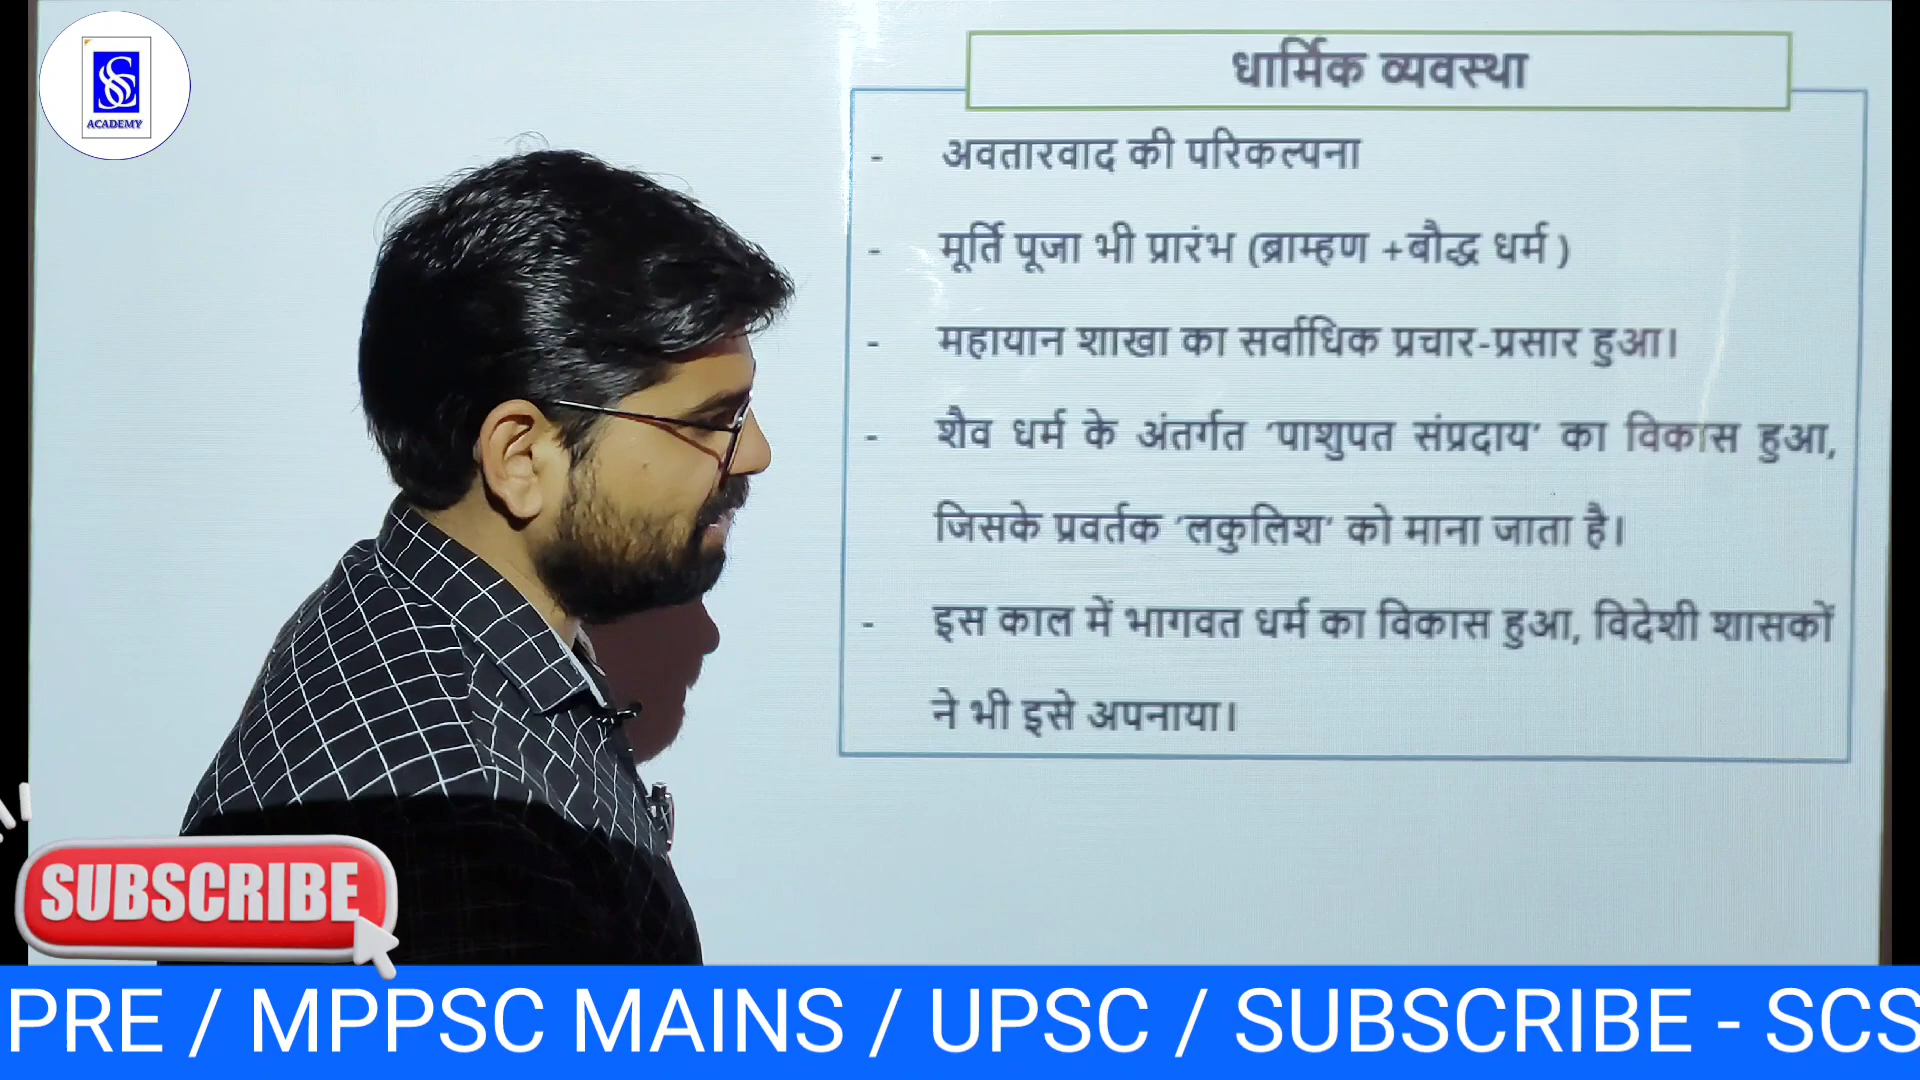 ACADEMY
धार्मिक व्यवस्था
- अवतारवाद की परिकल्पना
- मूर्ति पूजा भी प्रारंभ (ब्राम्हण +बौद्ध धर्म )
- महायान शाखा का सर्वाधिक प्रचार-प्रसार हुआ।
- शैव धर्म के अंतर्गत ‘पाशुपत संप्रदाय’ का विकास हुआ,
जिसके प्रवर्तक ‘लकुलिश’ को माना जाता है।
- इस काल में भागवत धर्म का विकास हुआ, विदेशी शासकों
ने भी इसे अपनाया।
SUBSCRIBE
PRE / MPPSC MAINS / UPSC / SUBSCRIBE - SCS